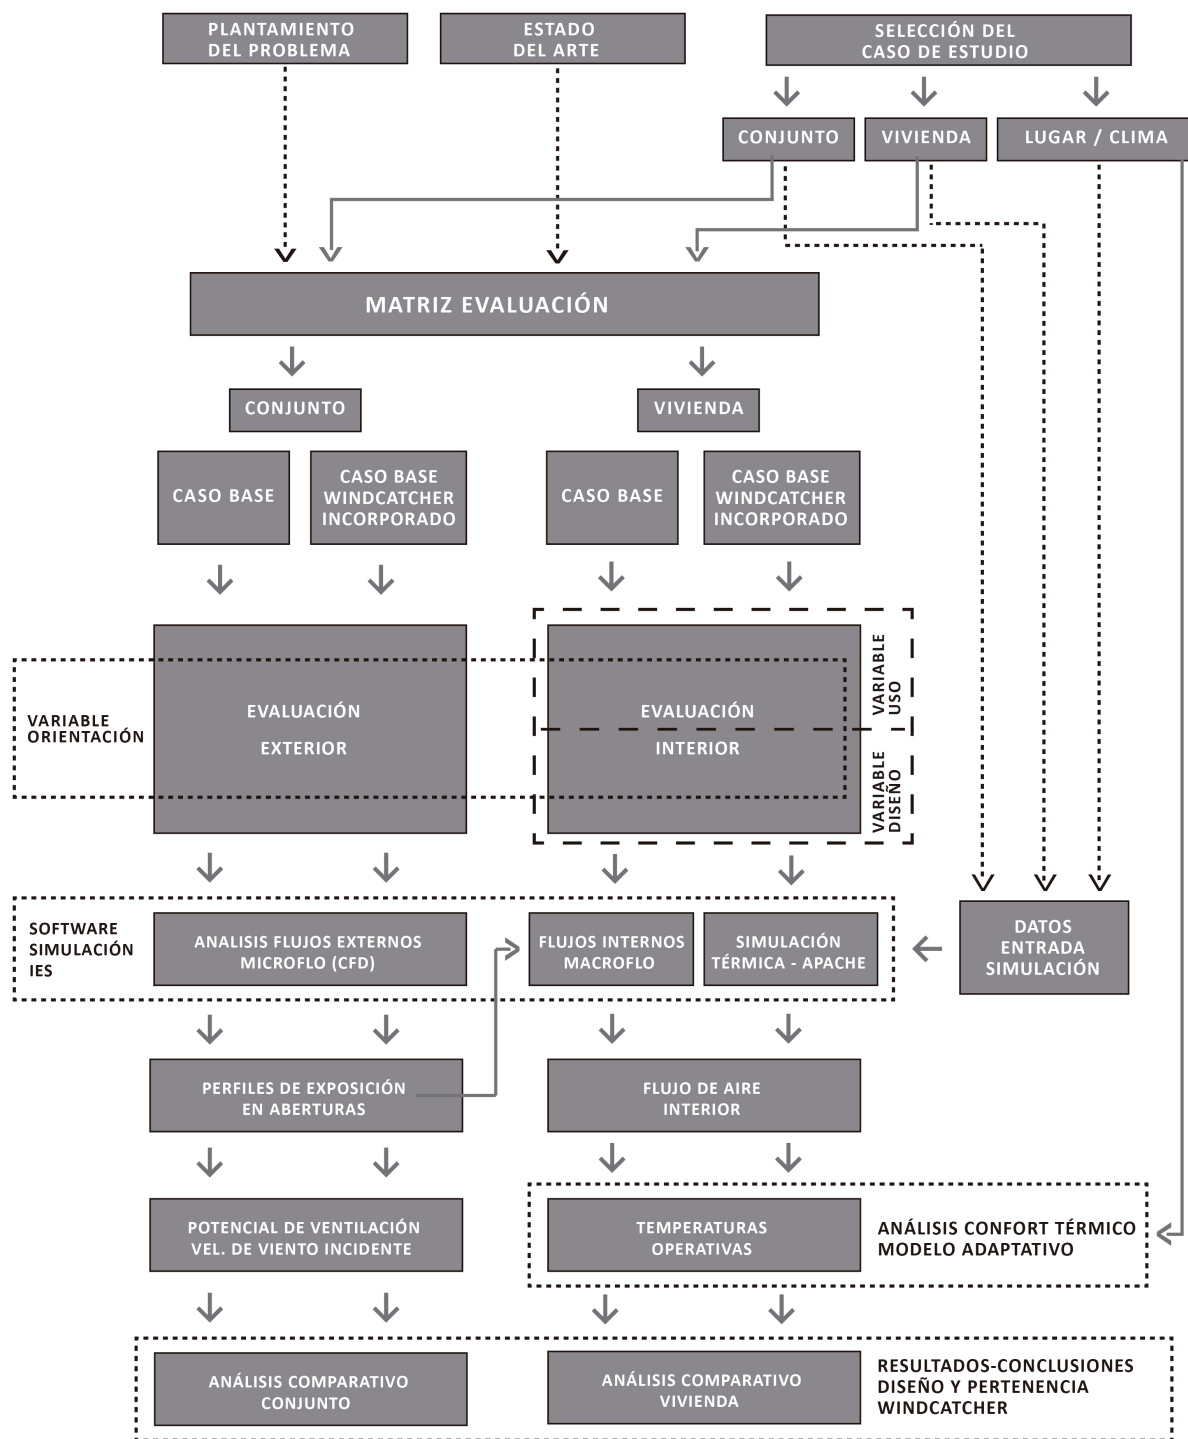 PLANTAMIENTO
DEL PROBLEMA
ESTADO
DEL ARTE
SELECCIÓN DEL
CASO DE ESTUDIO
CONJUNTO
VIVIENDA
LUGAR / CLIMA
MATRIZ EVALUACIÓN
CONJUNTO
VIVIENDA
CASO BASE
CASO BASE
WINDCATCHER
INCORPORADO
CASO BASE
CASO BASE
WINDCATCHER
INCORPORADO
VARIABLE
ORIENTACIÓN
EVALUACIÓN
EXTERIOR
EVALUACIÓN
INTERIOR
VARIABLE
USO
VARIABLE
DISEÑO
SOFTWARE
SIMULACIÓN
IES
ANALISIS FLUJOS EXTERNOS
MICROFLO (CFD)
FLUJOS INTERNOS
MACROFLO
SIMULACIÓN
TÉRMICA - APACHE
DATOS
ENTRADA
SIMULACIÓN
PERFILES DE EXPOSICIÓN
EN ABERTURAS
FLUJO DE AIRE
INTERIOR
POTENCIAL DE VENTILACIÓN
VEL. DE VIENTO INCIDENTE
TEMPERATURAS
OPERATIVAS
ANÁLISIS CONFORT TÉRMICO
MODELO ADAPTATIVO
ANÁLISIS COMPARATIVO
CONJUNTO
ANÁLISIS COMPARATIVO
VIVIENDA
RESULTADOS-CONCLUSIONES
DISEÑO Y PERTENENCIA
WINDCATCHER